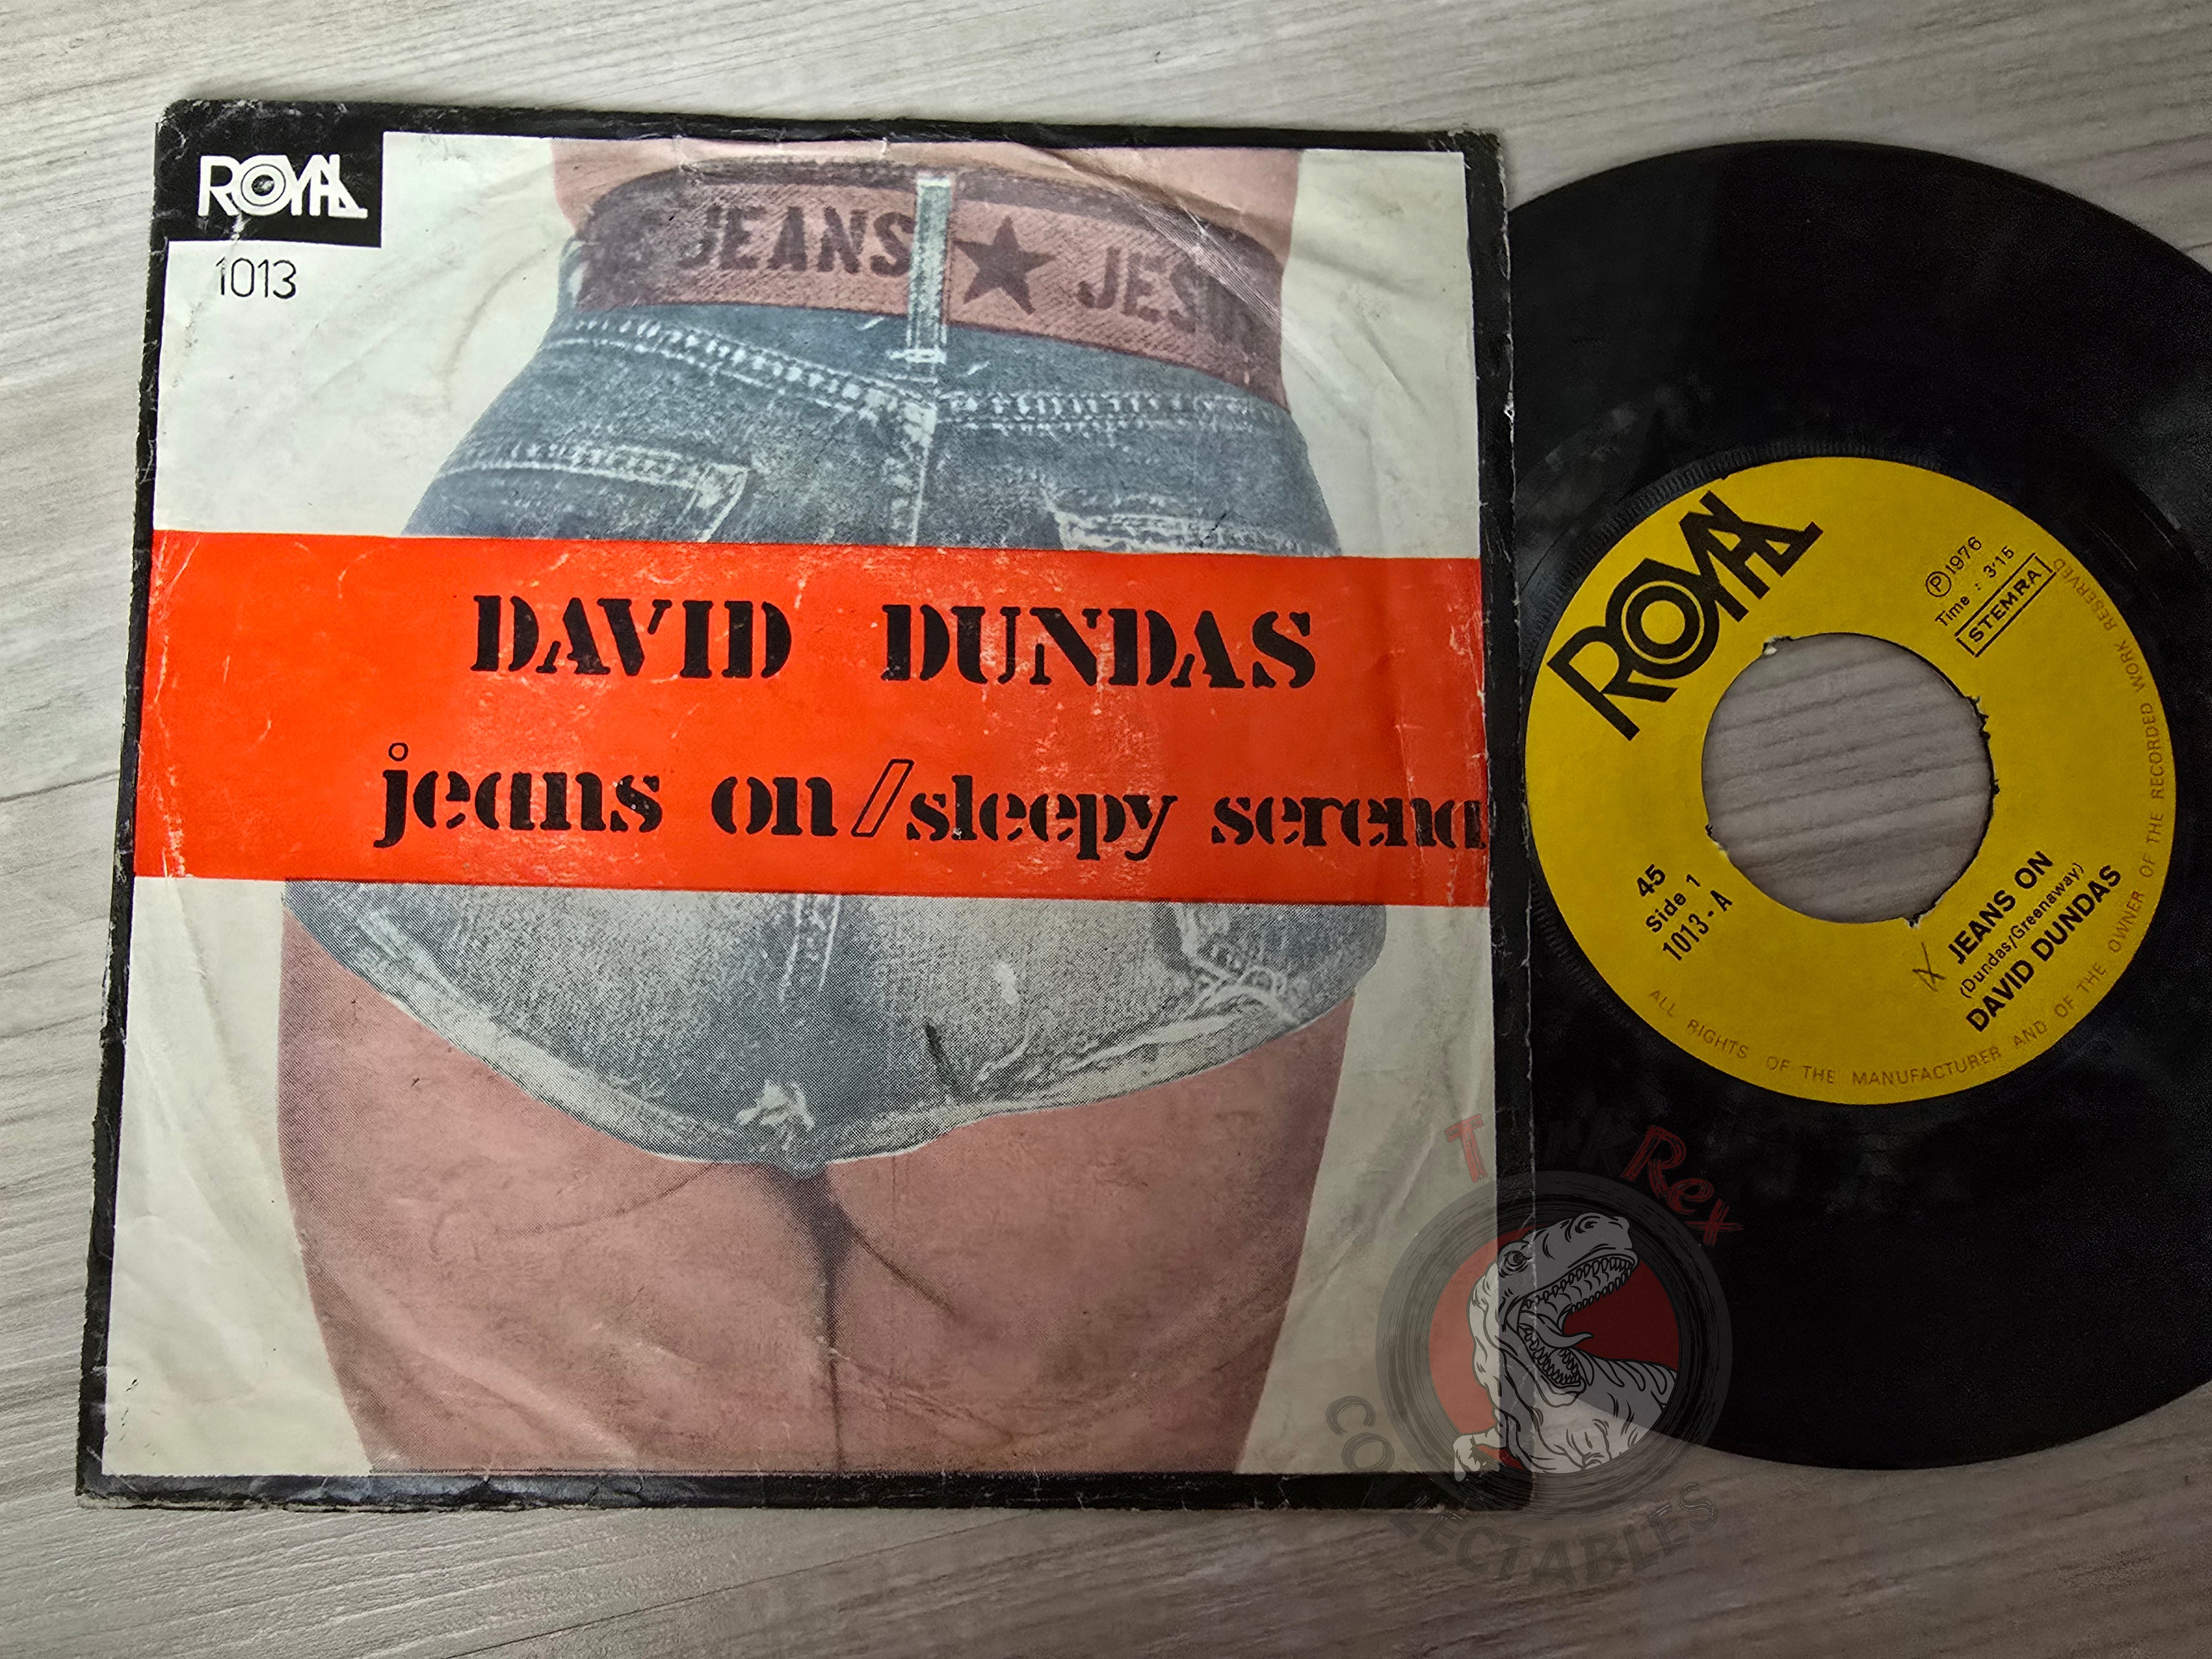 ROYAL
1013
JEANS ★ JES
DAVID DUNDAS
jeans on / sleepy serena
ROYAL
℗ 1976
Time : 3'15
STEMRA
45
Side 1
1013 - A
JEANS ON
(Dundas/Greenaway)
DAVID DUNDAS
ALL RIGHTS OF THE MANUFACTURER AND OF THE OWNER OF THE RECORDED WORK RESERVED
TurkRex
COLLECTABLES